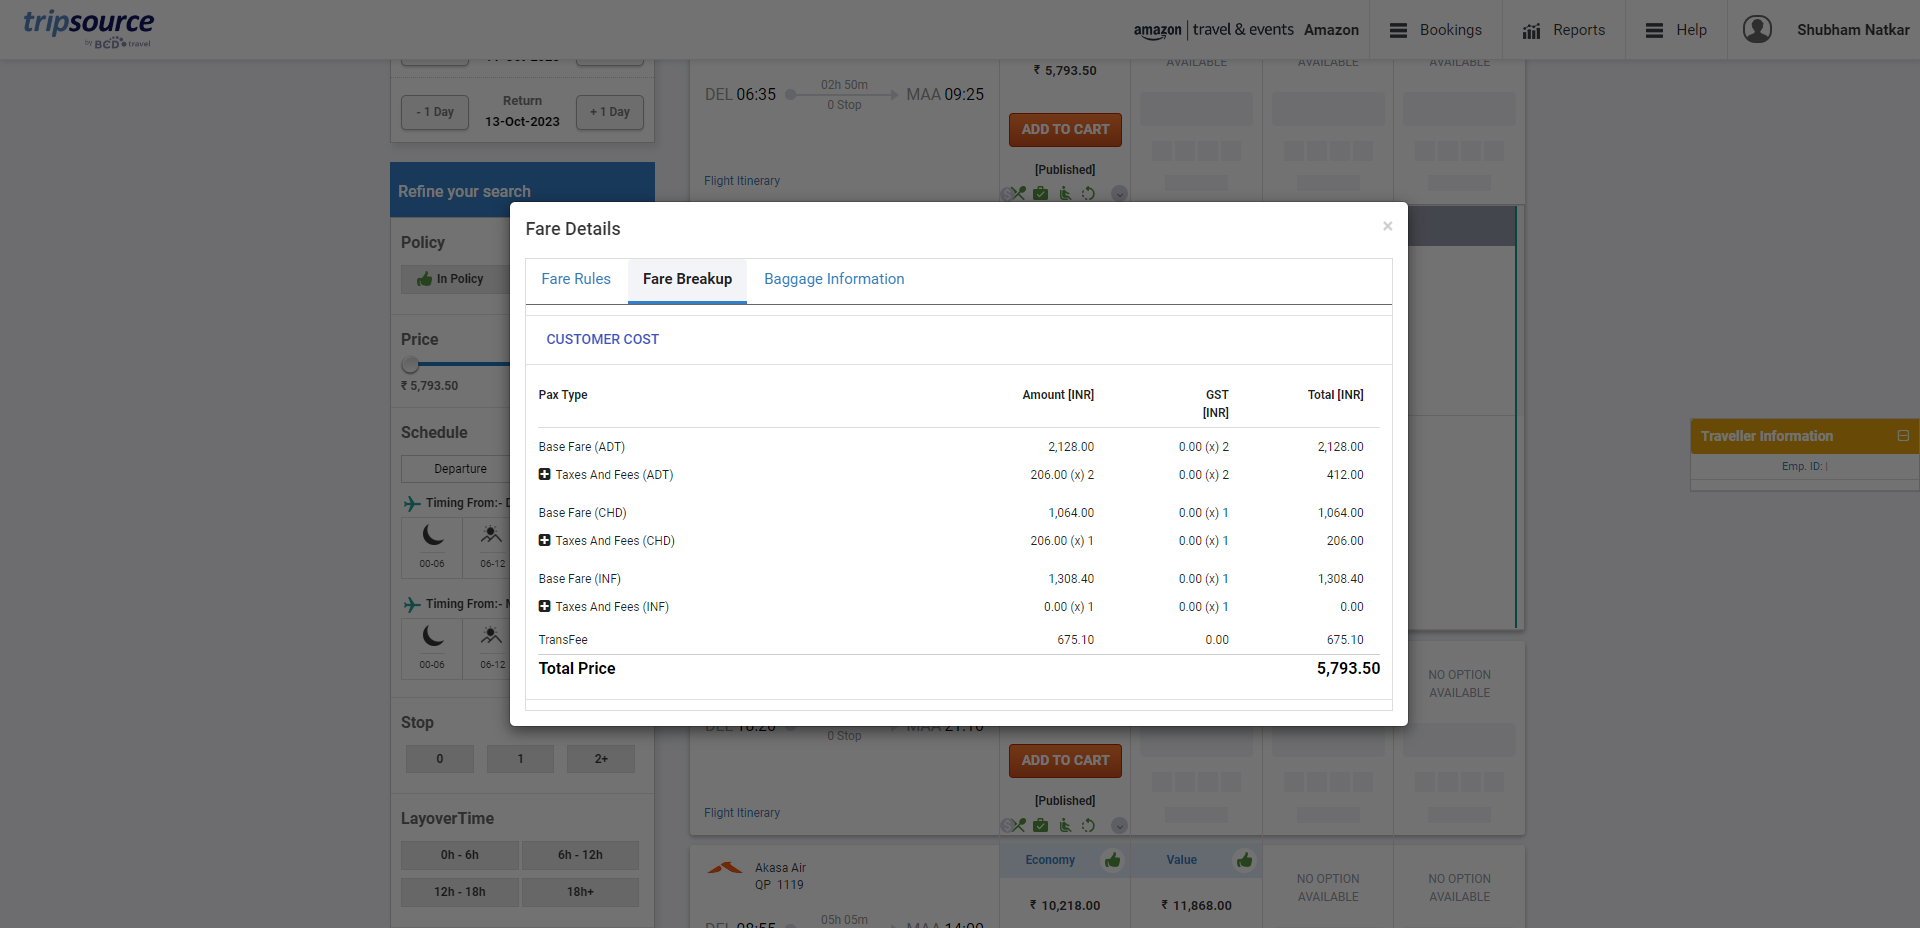 tripsource
by BCD travel
amazon | travel & events Amazon
Bookings
Reports
Help
Shubham Natkar
Return
- 1 Day
13-Oct-2023
+ 1 Day
Refine your search
Policy
In Policy
Price
₹ 5,793.50
Schedule
Departure
Timing From:- D
00-06
06-12
Timing From:- M
00-06
06-12
Stop
0
1
2+
LayoverTime
0h - 6h
6h - 12h
12h - 18h
18h+
₹ 5,793.50
AVAILABLE
AVAILABLE
AVAILABLE
DEL 06:35
02h 50m
0 Stop
MAA 09:25
ADD TO CART
[Published]
Flight Itinerary
Fare Details
×
Fare Rules
Fare Breakup
Baggage Information
CUSTOMER COST
Pax Type Amount [INR] GST [INR] Total [INR]
Base Fare (ADT) 2,128.00 0.00 (x) 2 2,128.00
Taxes And Fees (ADT) 206.00 (x) 2 0.00 (x) 2 412.00
Base Fare (CHD) 1,064.00 0.00 (x) 1 1,064.00
Taxes And Fees (CHD) 206.00 (x) 1 0.00 (x) 1 206.00
Base Fare (INF) 1,308.40 0.00 (x) 1 1,308.40
Taxes And Fees (INF) 0.00 (x) 1 0.00 (x) 1 0.00
TransFee 675.10 0.00 675.10
Total Price 5,793.50
Traveller Information
Emp. ID: |
NO OPTION
AVAILABLE
0 Stop
ADD TO CART
[Published]
Flight Itinerary
Akasa Air
QP 1119
Economy
Value
₹ 10,218.00
₹ 11,868.00
NO OPTION
AVAILABLE
NO OPTION
AVAILABLE
05h 05m
DEL 08:55
MAA 14:00